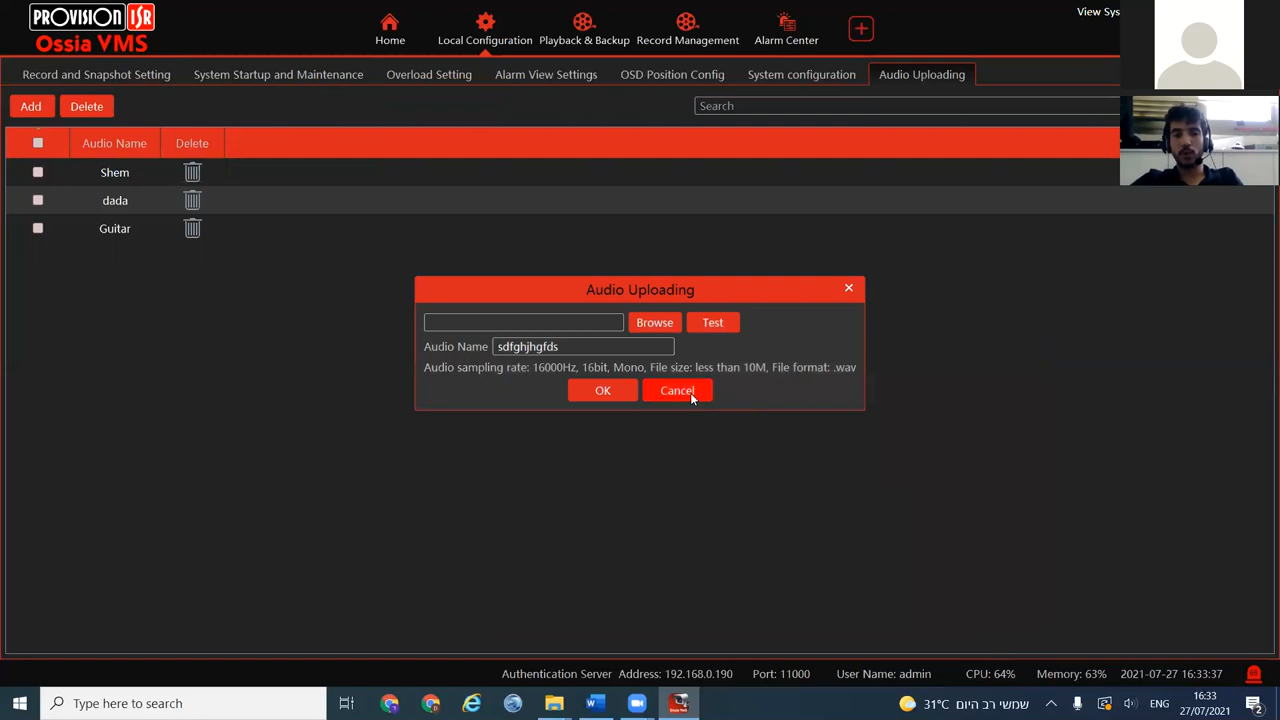 PROVISION ISR
Ossia VMS
Home
Local Configuration
Playback & Backup
Record Management
Alarm Center
View Sys
Record and Snapshot Setting
System Startup and Maintenance
Overload Setting
Alarm View Settings
OSD Position Config
System configuration
Audio Uploading
Add
Delete
Search
Audio Name
Delete
Shem
dada
Guitar
Audio Uploading
Browse
Test
Audio Name sdfghjhgfds
Audio sampling rate: 16000Hz, 16bit, Mono, File size: less than 10M, File format: .wav
OK
Cancel
Authentication Server Address: 192.168.0.190 Port: 11000 User Name: admin CPU: 64% Memory: 63% 2021-07-27 16:33:37
Type here to search
31°C שמשי רב היום
ENG
16:33
27/07/2021
2